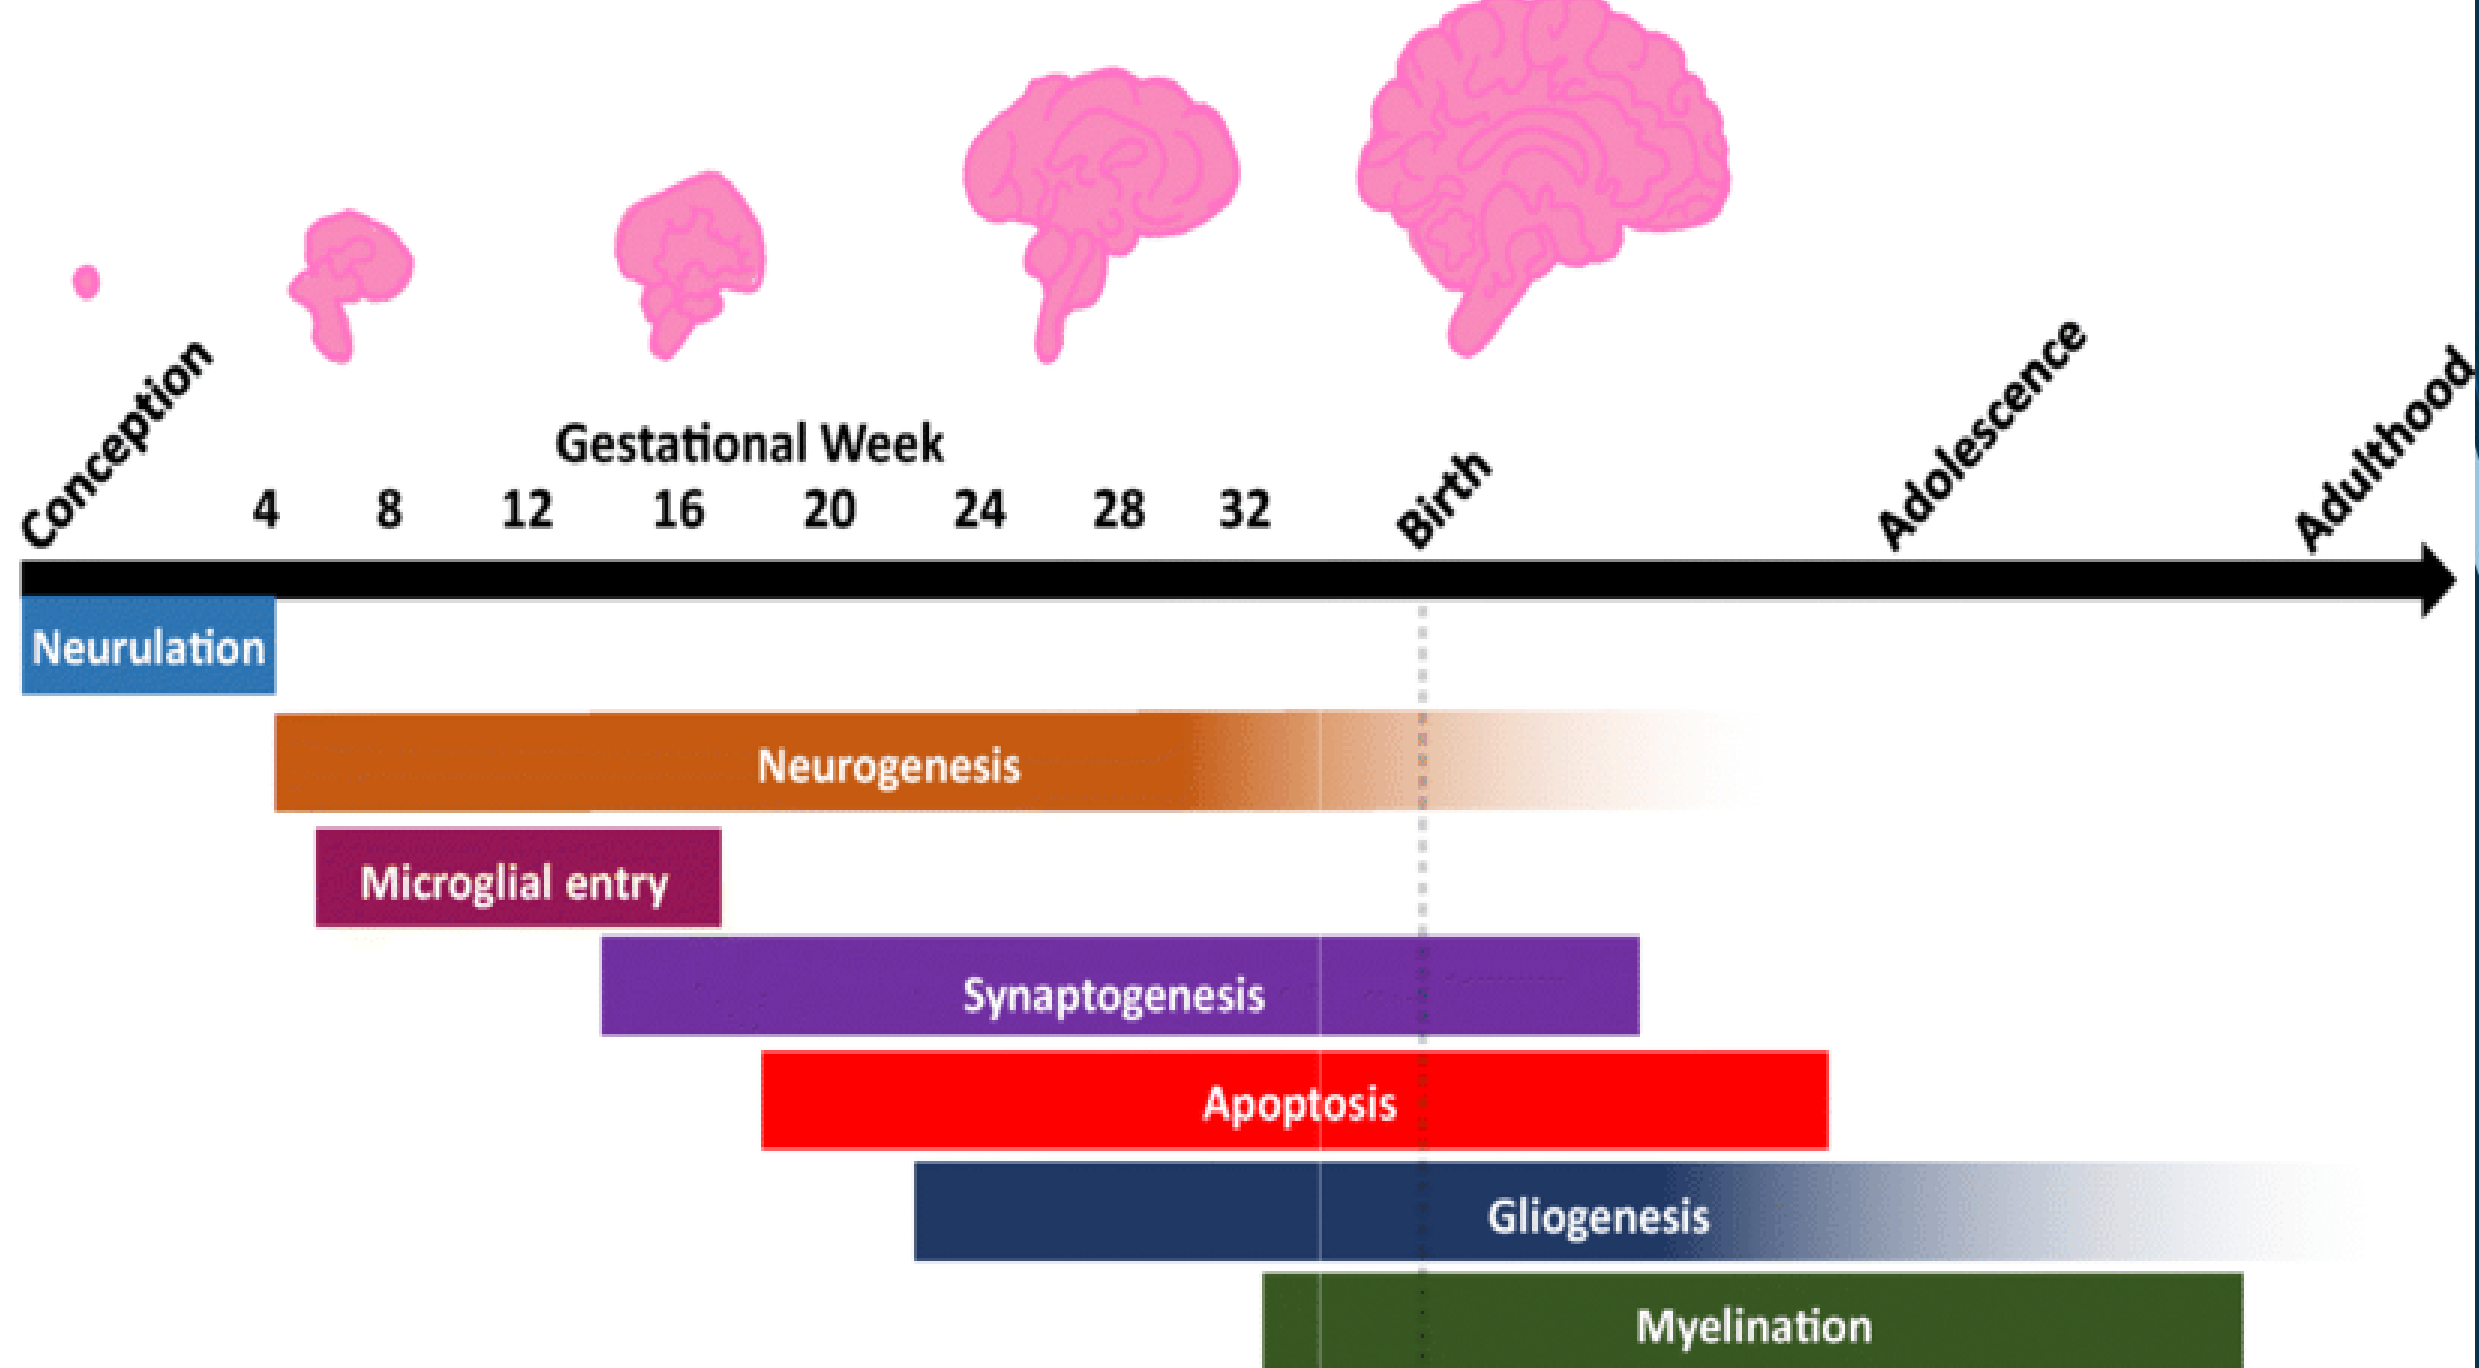 Conception
Gestational Week
4 8 12 16 20 24 28 32
Birth
Adolescence
Adulthood
Neurulation
Neurogenesis
Microglial entry
Synaptogenesis
Apoptosis
Gliogenesis
Myelination